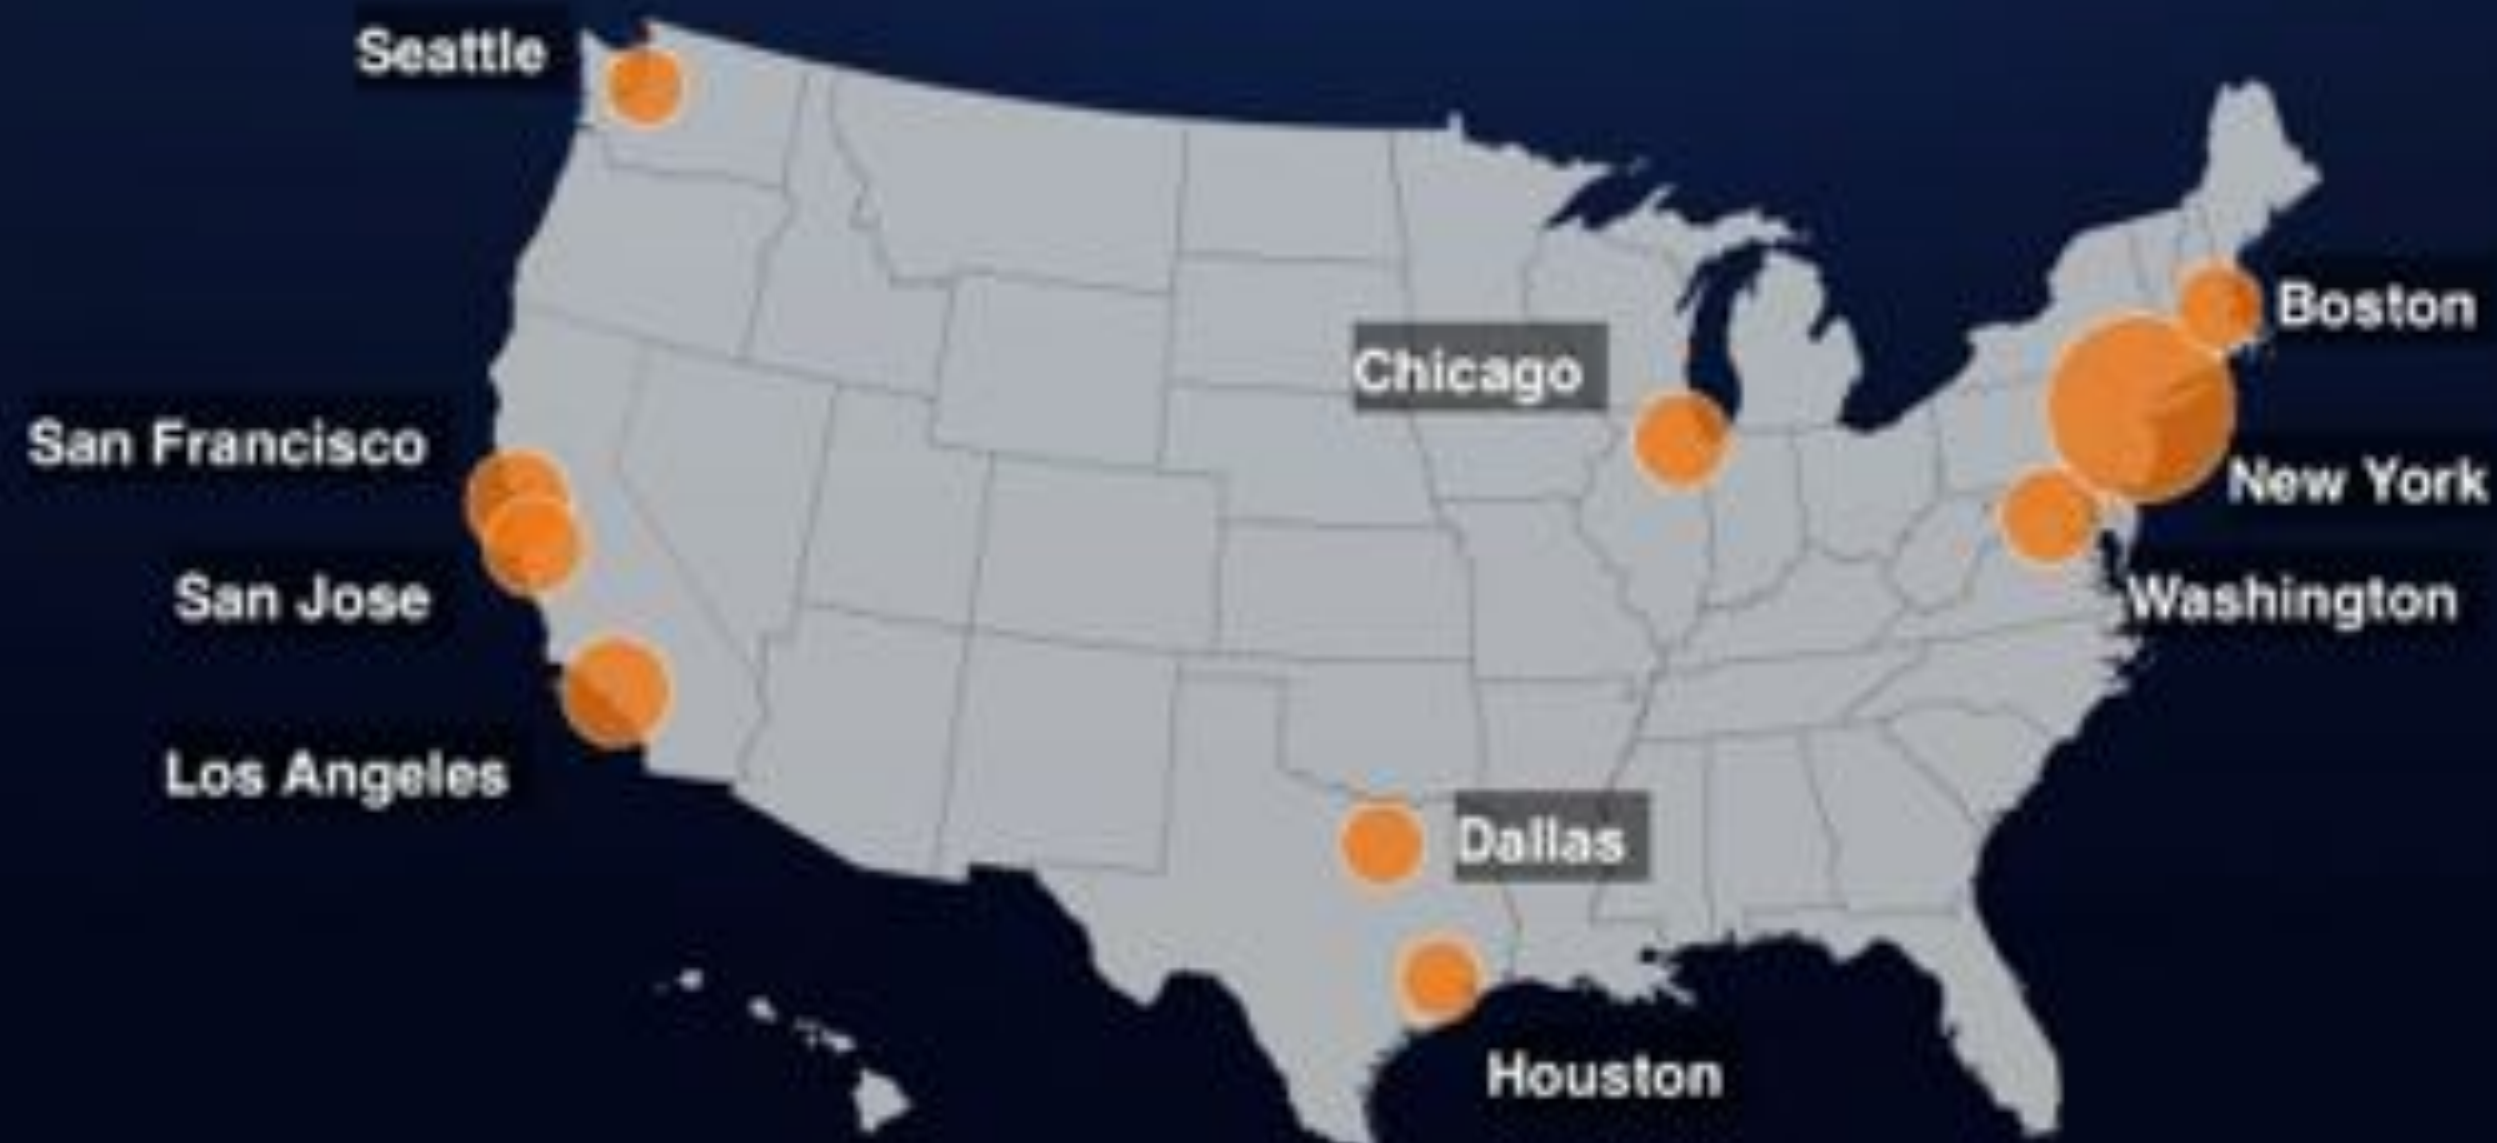 Seattle
Boston
Chicago
San Francisco
New York
San Jose
Washington
Los Angeles
Dallas
Houston